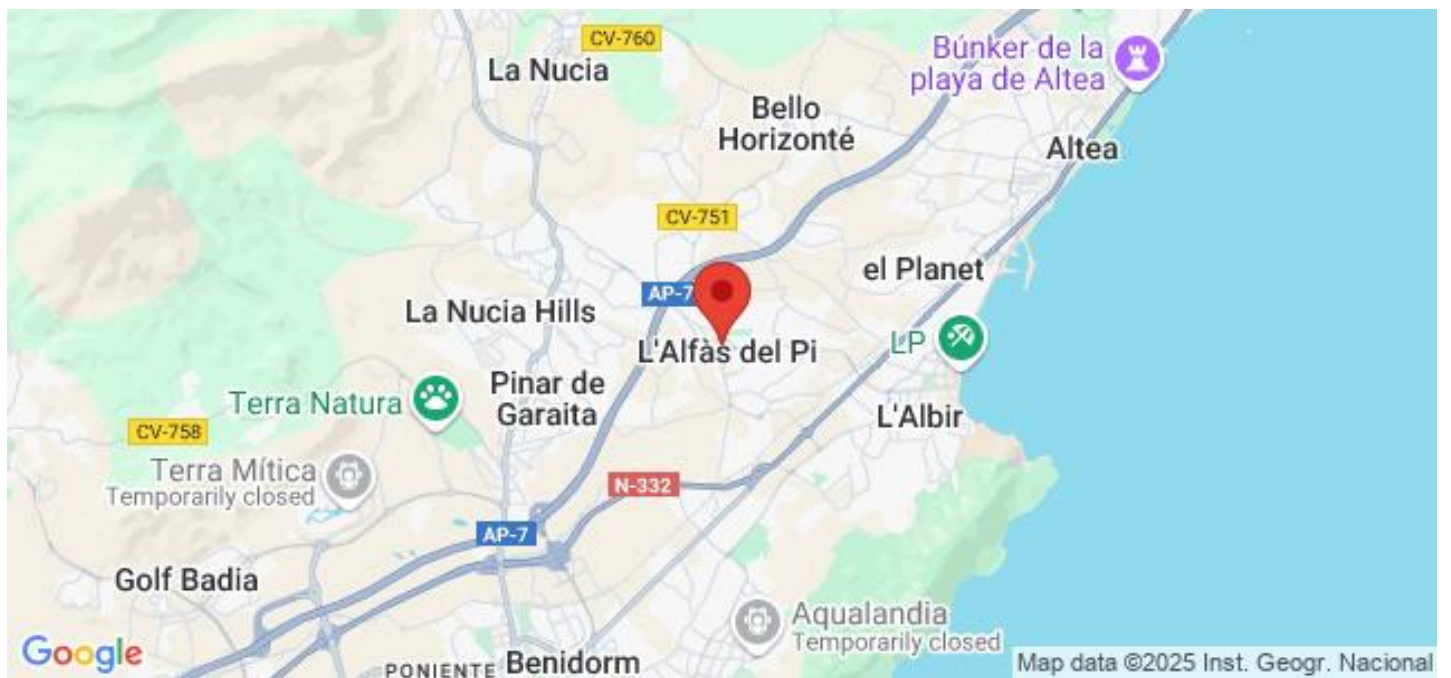 CV-760
La Nucia
Búnker de la
playa de Altea
Bello
Horizonté
Altea
CV-751
el Planet
AP-7
La Nucia Hills
L'Alfàs del Pi
LP
Pinar de
Garaita
Terra Natura
L'Albir
CV-758
Terra Mítica
Temporarily closed
N-332
AP-7
Golf Badia
Aqualandia
Temporarily closed
Google
PONIENTE
Benidorm
Map data ©2025 Inst. Geogr. Nacional